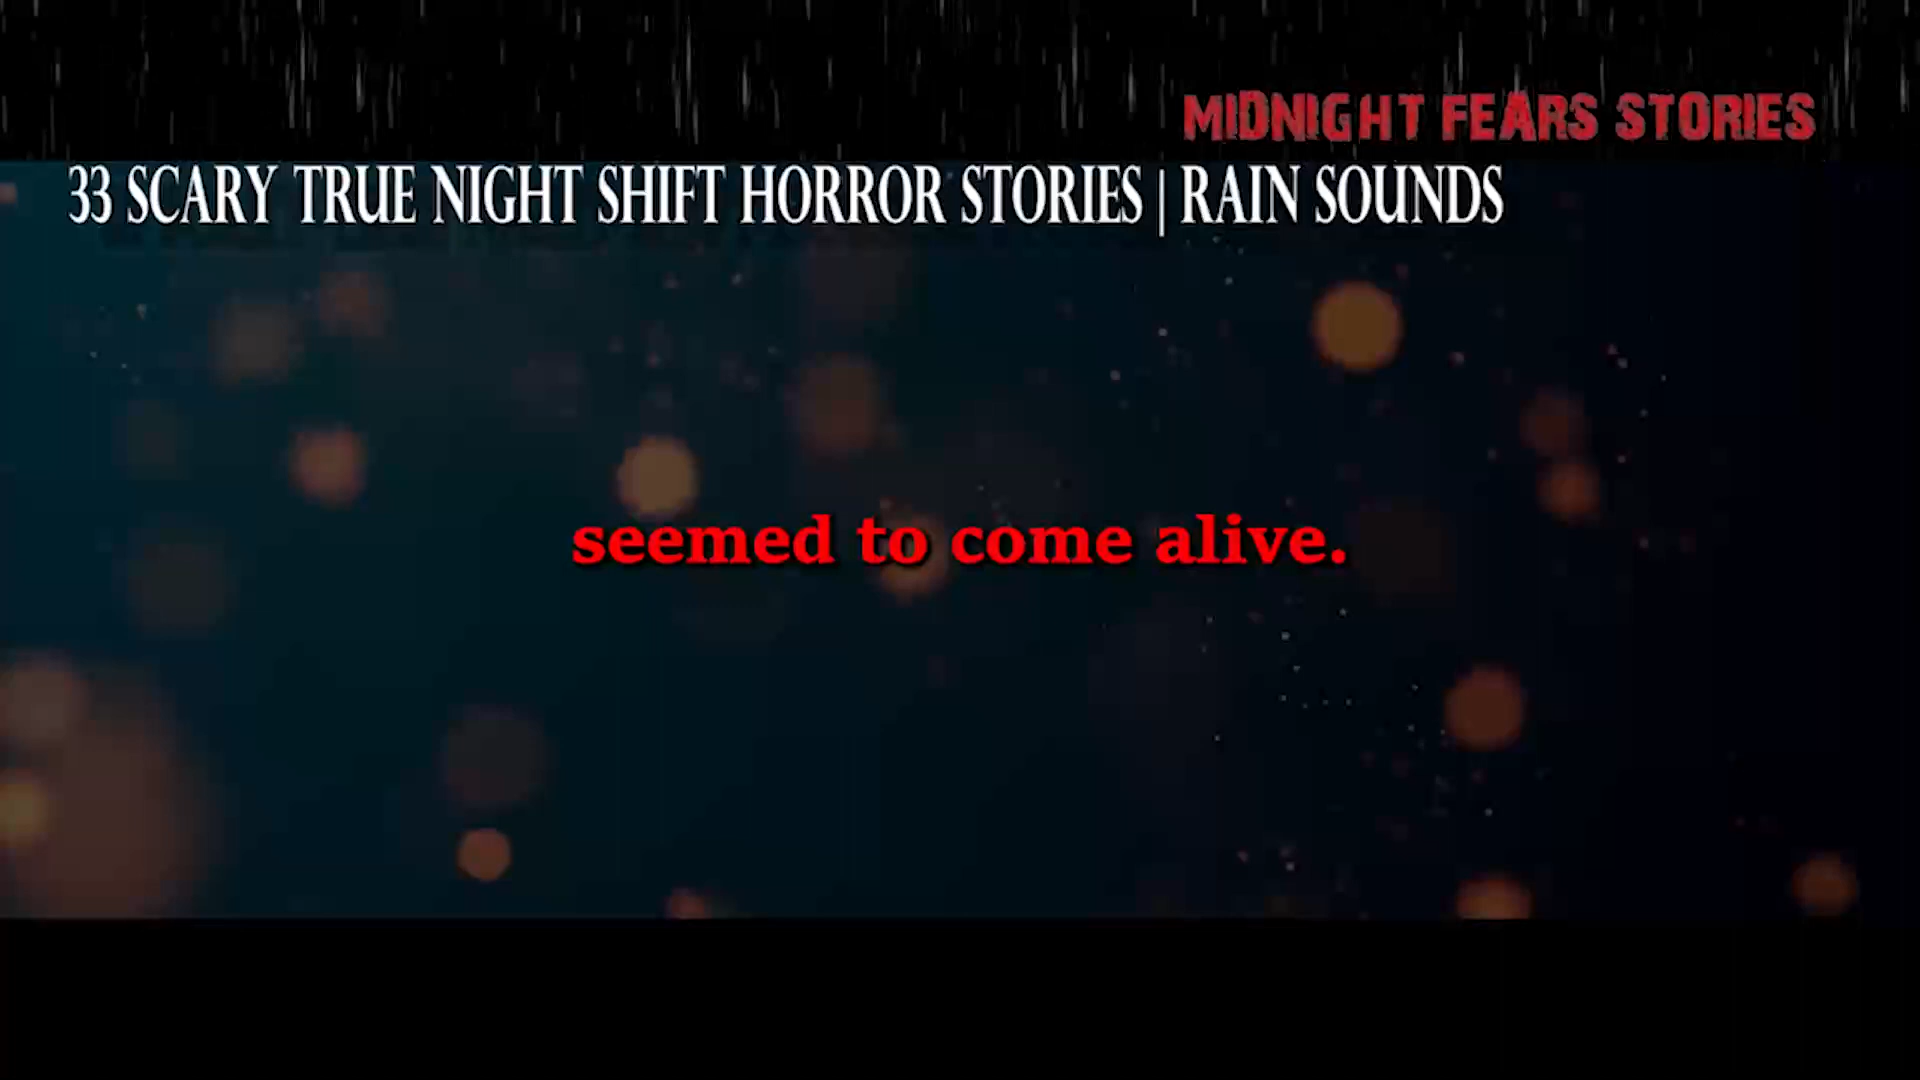 MIDNIGHT FEARS STORIES
33 SCARY TRUE NIGHT SHIFT HORROR STORIES | RAIN SOUNDS
seemed to come alive.